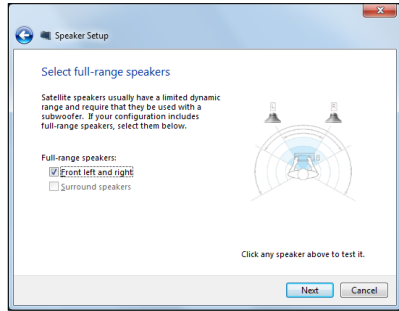 Speaker Setup
Select full-range speakers
Satellite speakers usually have a limited dynamic
range and require that they be used with a
subwoofer. If your configuration includes
full-range speakers, select them below.
L
R
Full-range speakers:
Front left and right
Surround speakers
Click any speaker above to test it.
Next
Cancel